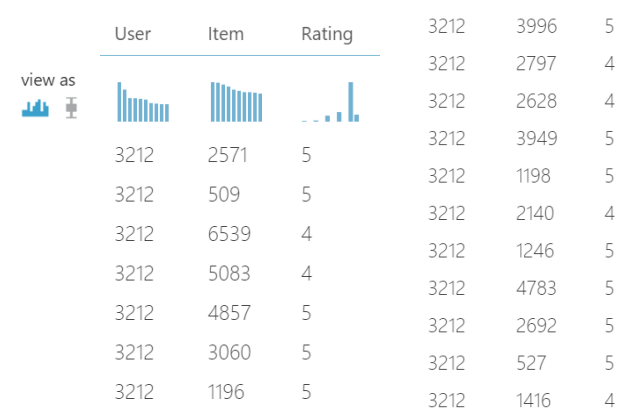 User Item Rating
view as
3212 2571 5
3212 509 5
3212 6539 4
3212 5083 4
3212 4857 5
3212 3060 5
3212 1196 5
3212 3996 5
3212 2797 4
3212 2628 4
3212 3949 5
3212 1198 5
3212 2140 4
3212 1246 5
3212 4783 5
3212 2692 5
3212 527 5
3212 1416 4